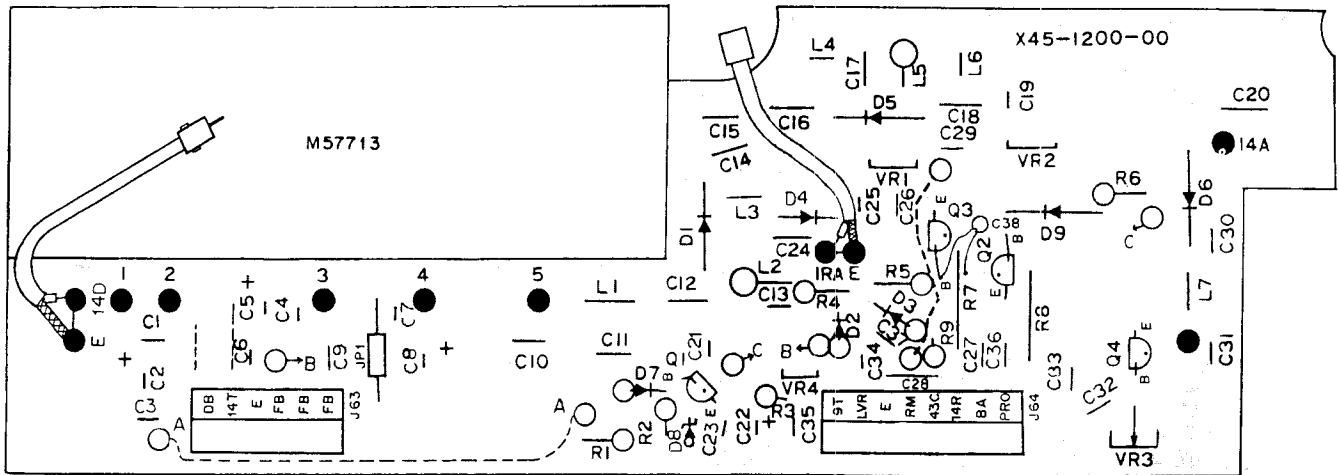 X45-1200-00
M57713
L4
C17
L5
L6
C19
C20
C15
C16
D5
C18
C29
C14
VR1
VR2
14A
R6
D6
L3
D4
C25
C26
E
Q3
C38
D9
C
C30
D1
C24
1RA E
Q2
B
L2
R5
B
R7
E
14D
1
2
3
4
5
L1
C12
C13
R4
D3
R9
R8
L7
E
C1
C5
C4
C7
D2
C2
C6
B
C9
JP1
C8
C10
C11
Q1
C21
C
B
C34
C27
C36
C33
Q4
E
B
C31
C3
DB
14T
E
FB
FB
FB
J63
A
A
D7
B
E
VR4
C28
R1
R2
D8
C23
C22
R3
C35
9T
LVR
E
RM
43C
14R
8A
PRO
J64
C32
VR3